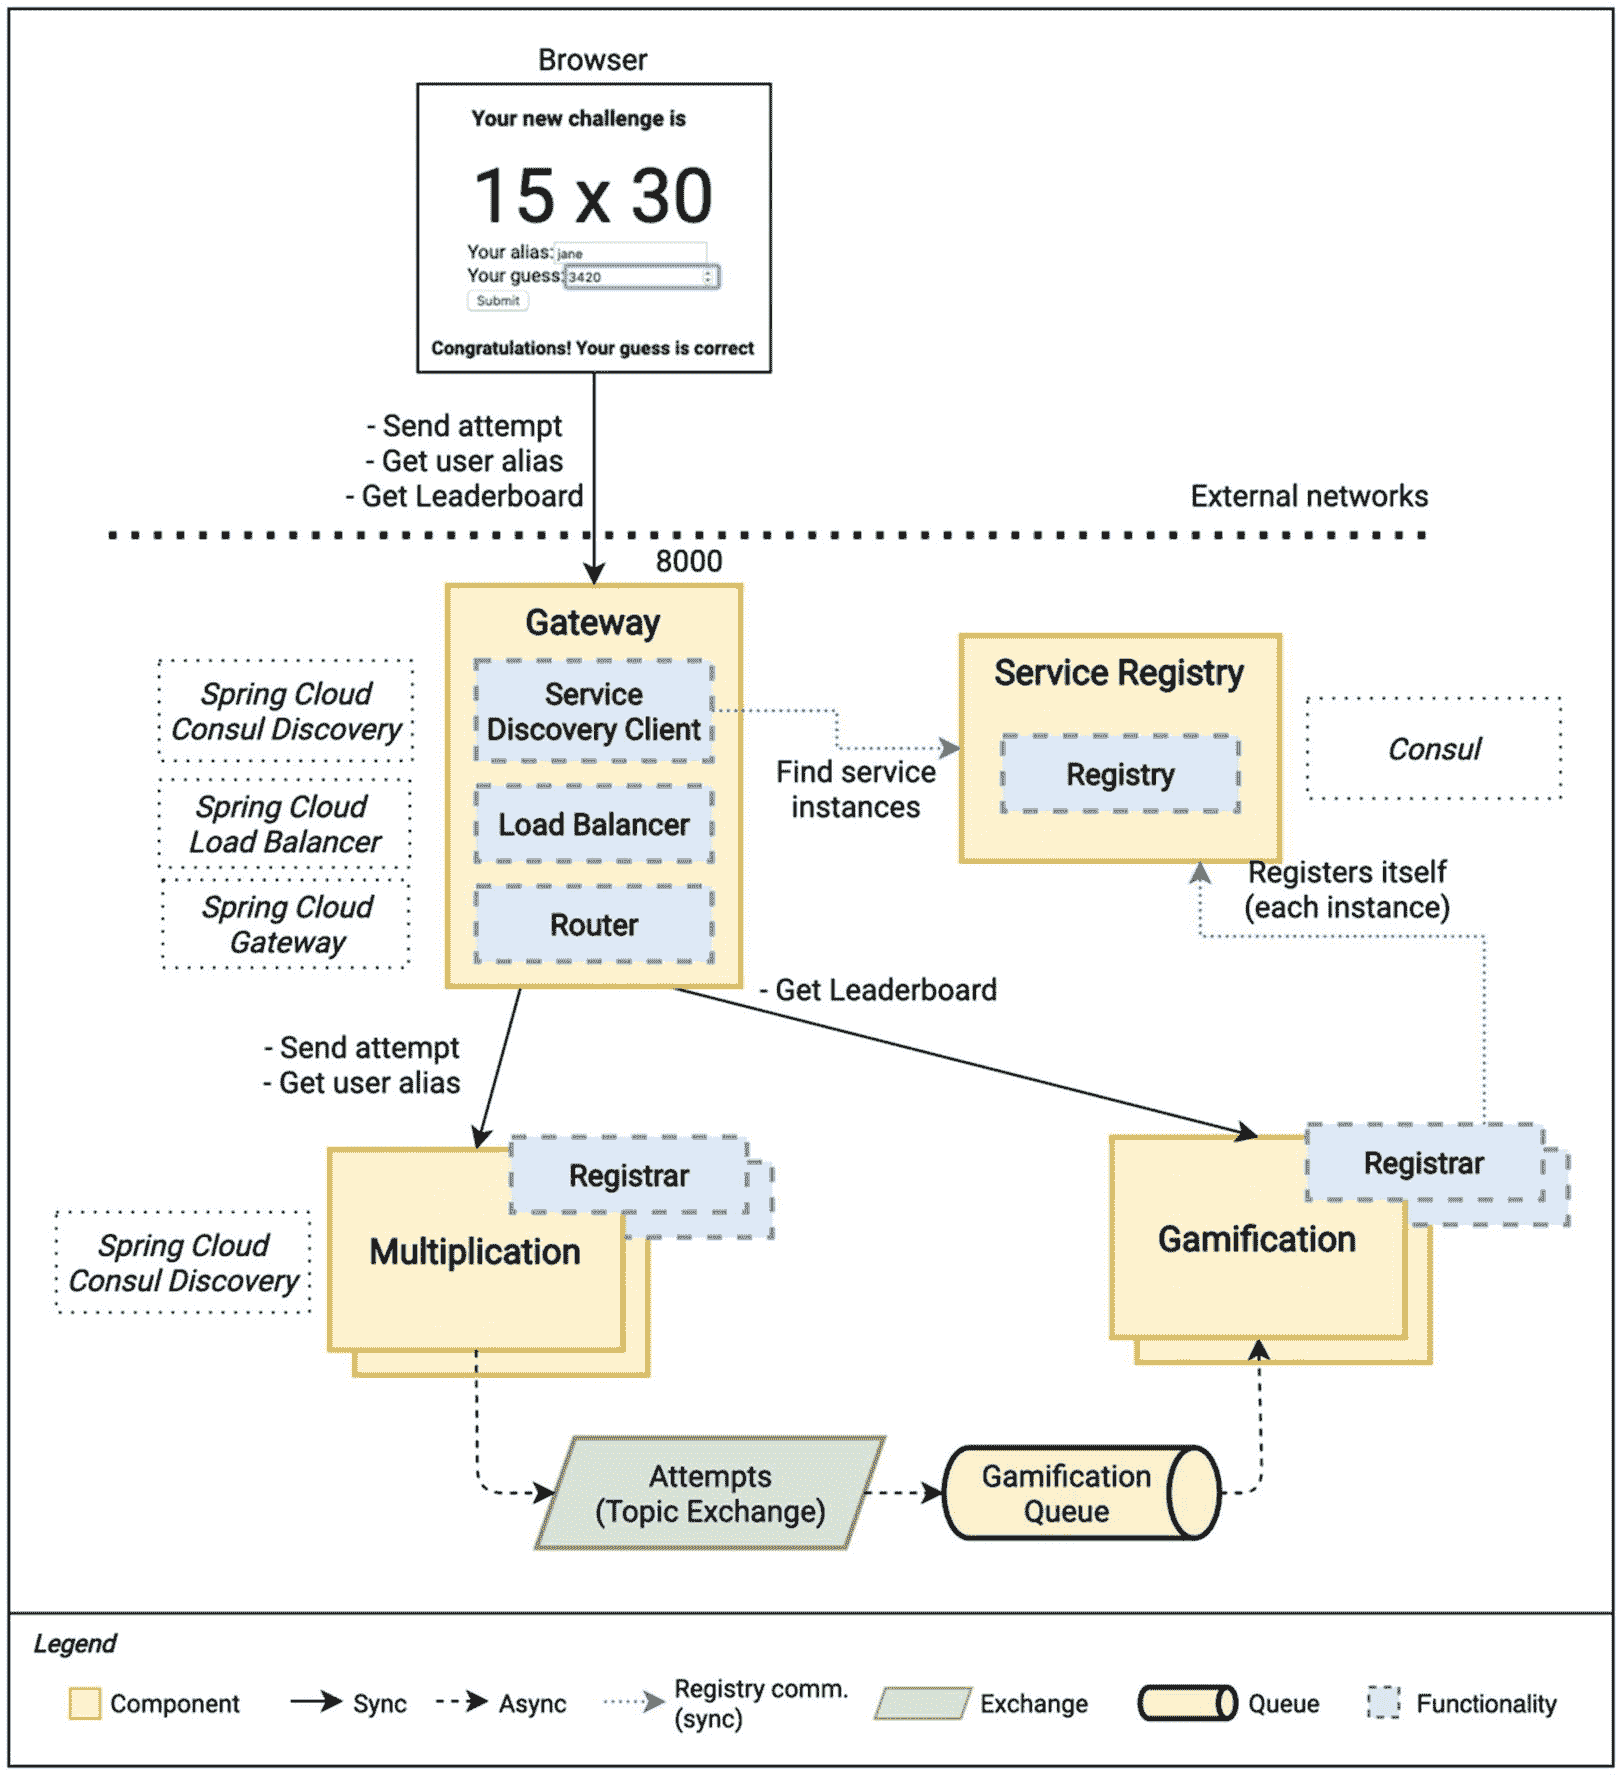 Browser
Your new challenge is
15 x 30
Your alias: jane
Your guess: 3420
Submit
Congratulations! Your guess is correct
- Send attempt
- Get user alias
- Get Leaderboard
External networks
8000
Gateway
Service
Discovery Client
Load Balancer
Router
Spring Cloud
Consul Discovery
Spring Cloud
Load Balancer
Spring Cloud
Gateway
Find service
instances
Service Registry
Registry
Consul
Registers itself
(each instance)
- Get Leaderboard
- Send attempt
- Get user alias
Registrar
Multiplication
Spring Cloud
Consul Discovery
Registrar
Gamification
Attempts
(Topic Exchange)
Gamification
Queue
Legend
Component
Sync
Async
Registry comm.
(sync)
Exchange
Queue
Functionality